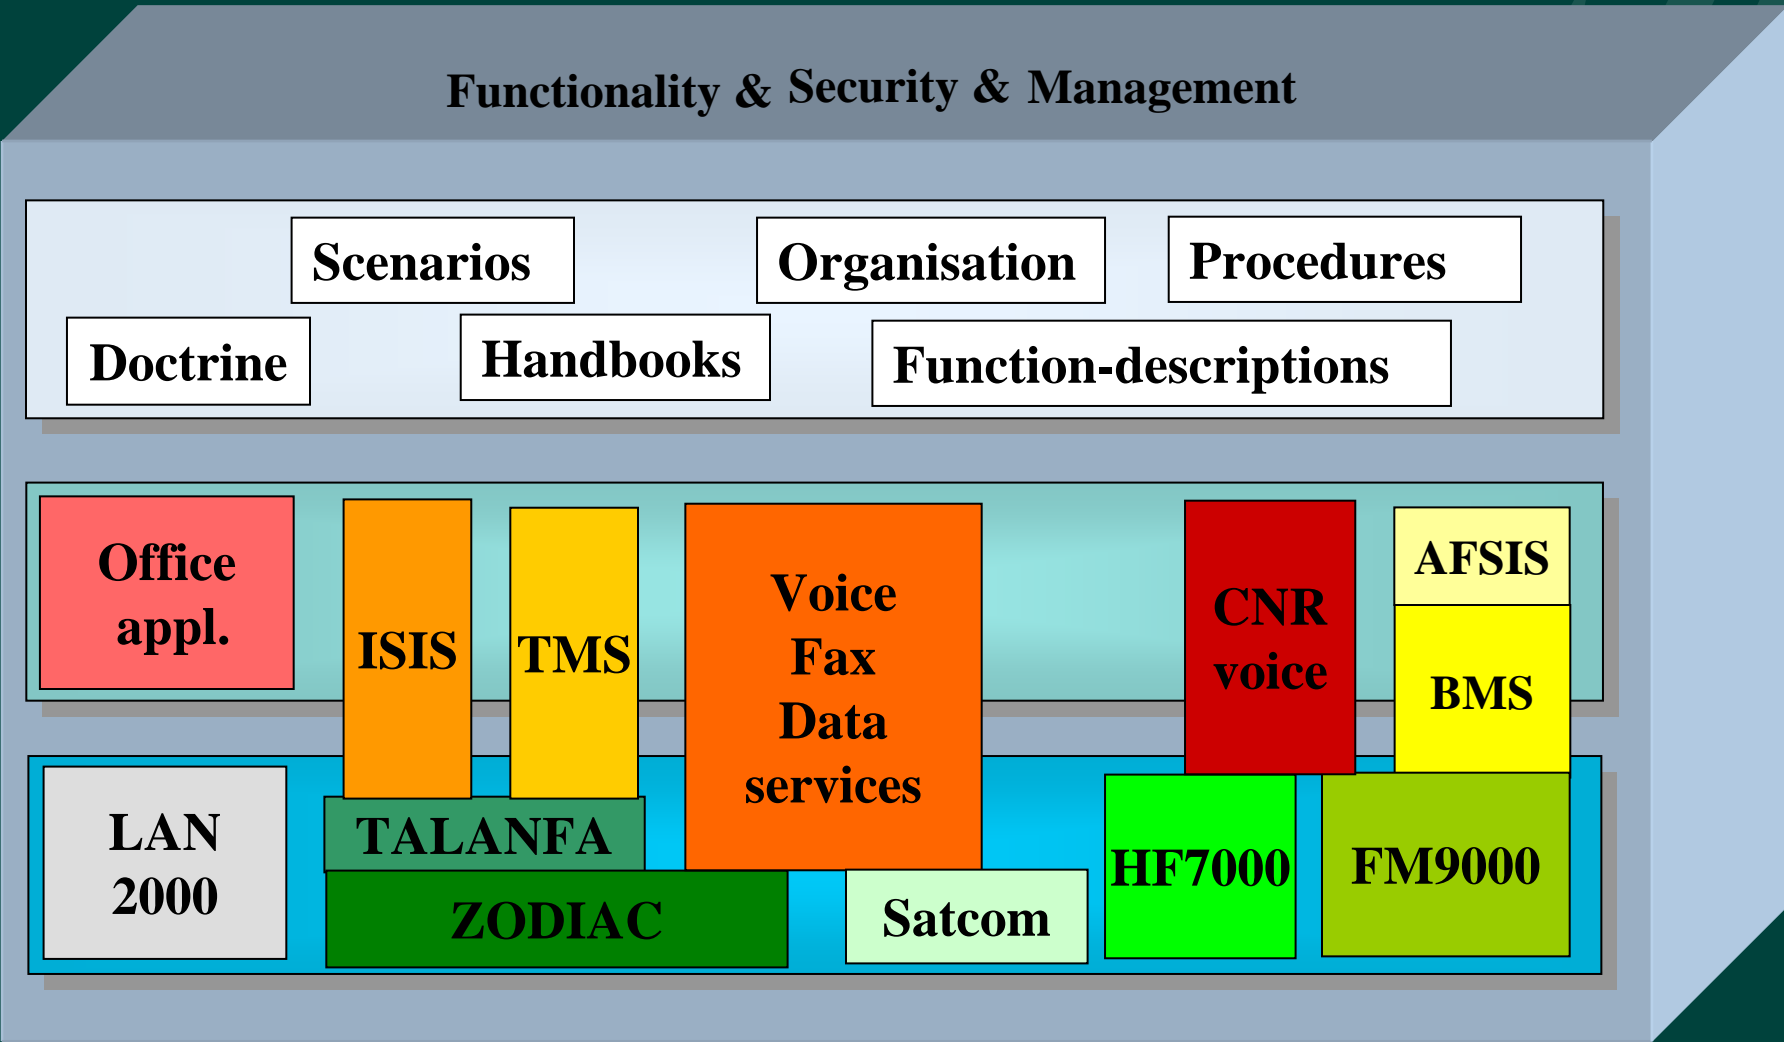 Functionality & Security & Management
Scenarios
Organisation
Procedures
Doctrine
Handbooks
Function-descriptions
Office
appl.
ISIS
TMS
Voice
Fax
Data
services
CNR
voice
AFSIS
BMS
LAN
2000
TALANFA
ZODIAC
Satcom
HF7000
FM9000